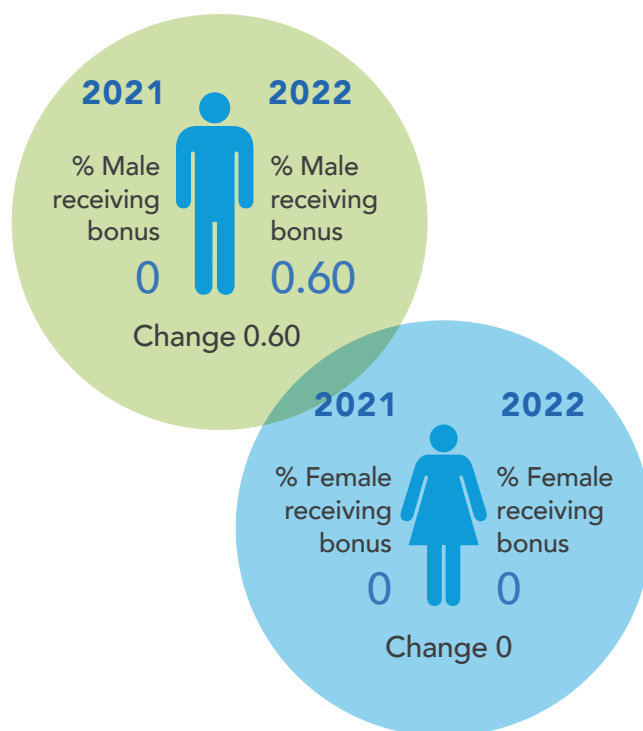 2021
2022
% Male
receiving
bonus
0
% Male
receiving
bonus
0.60
Change 0.60
2021
2022
% Female
receiving
bonus
0
% Female
receiving
bonus
0
Change 0